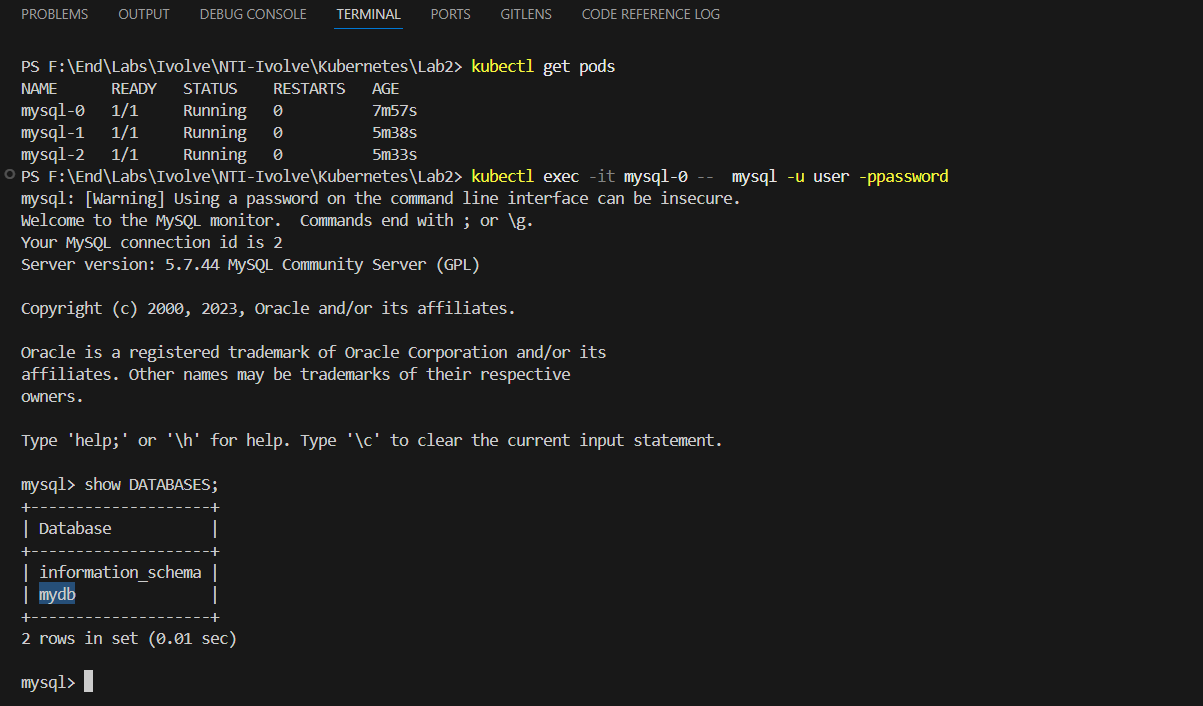 PROBLEMS OUTPUT DEBUG CONSOLE TERMINAL PORTS GITLENS CODE REFERENCE LOG
PS F:\End\Labs\Ivolve\NTI-Ivolve\Kubernetes\Lab2> kubectl get pods
NAME READY STATUS RESTARTS AGE
mysql-0 1/1 Running 0 7m57s
mysql-1 1/1 Running 0 5m38s
mysql-2 1/1 Running 0 5m33s
PS F:\End\Labs\Ivolve\NTI-Ivolve\Kubernetes\Lab2> kubectl exec -it mysql-0 --  mysql -u user -ppassword
mysql: [Warning] Using a password on the command line interface can be insecure.
Welcome to the MySQL monitor.  Commands end with ; or \g.
Your MySQL connection id is 2
Server version: 5.7.44 MySQL Community Server (GPL)
Copyright (c) 2000, 2023, Oracle and/or its affiliates.
Oracle is a registered trademark of Oracle Corporation and/or its
affiliates. Other names may be trademarks of their respective
owners.
Type 'help;' or '\h' for help. Type '\c' to clear the current input statement.
mysql> show DATABASES;
+--------------------+
| Database           |
+--------------------+
| information_schema |
| mydb               |
+--------------------+
2 rows in set (0.01 sec)
mysql>